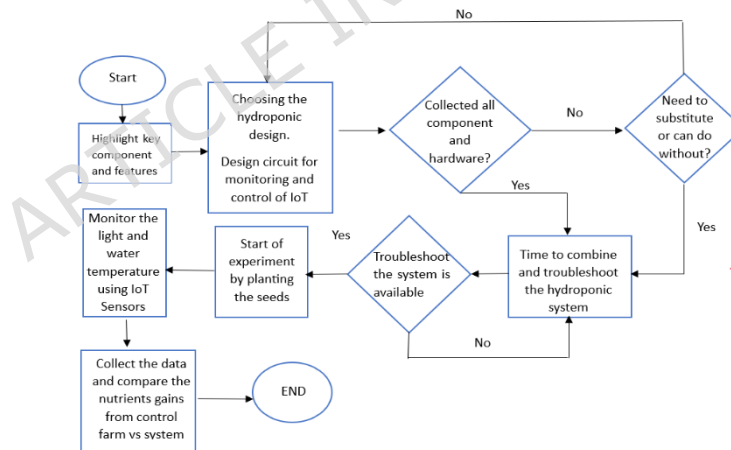 No
ARTICLE IN
Start
Highlight key
component
and features
Choosing the
hydroponic
design.
Design circuit for
monitoring and
control of IoT
Collected all
component
and
hardware?
No
Need to
substitute
or can do
without?
Yes
Yes
Time to combine
and troubleshoot
the hydroponic
system
Troubleshoot
the system is
available
No
Yes
Start of
experiment
by planting
the seeds
Monitor the
light and
water
temperature
using IoT
Sensors
Collect the data
and compare the
nutrients gains
from control
farm vs system
END